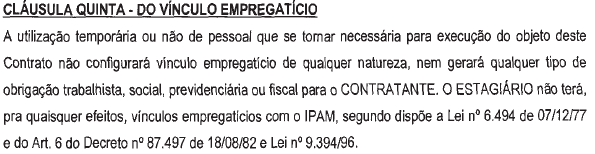 CLÁUSULA QUINTA - DO VÍNCULO EMPREGATÍCIO
A utilização temporária ou não de pessoal que se tornar necessária para execução do objeto deste
Contrato não configurará vínculo empregatício de qualquer natureza, nem gerará qualquer tipo de
obrigação trabalhista, social, previdenciária ou fiscal para o CONTRATANTE. O ESTAGIÁRIO não terá,
pra quaisquer efeitos, vínculos empregaticios com o IPAM, segundo dispõe a Lei nº 6.494 de 07/12/77
e do Art. 6 do Decreto nº 87.497 de 18/08/82 e Lei nº 9.394/96.